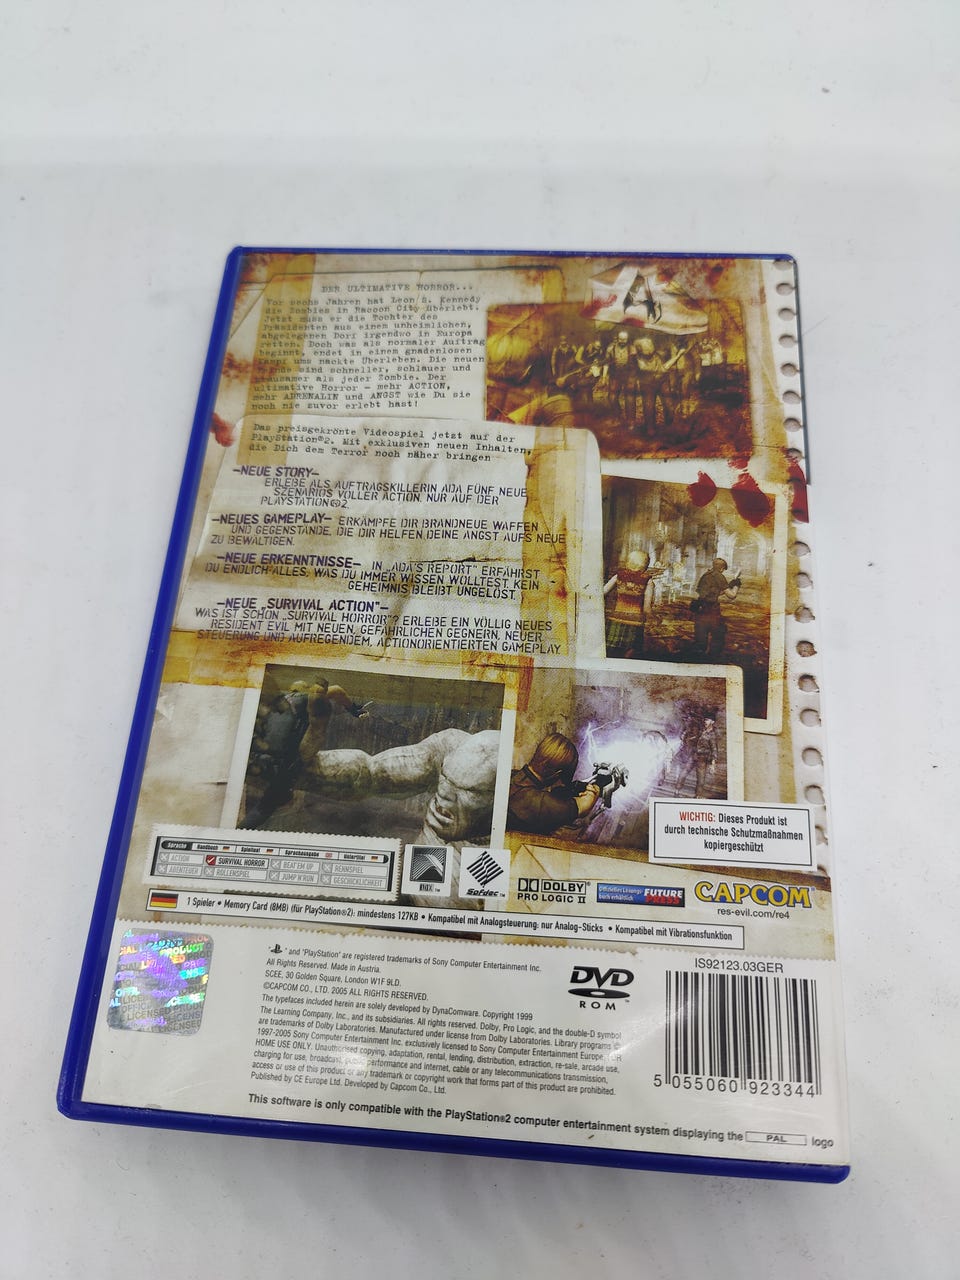 4
DER ULTIMATIVE HORROR...
Vor sechs Jahren hat Leon S. Kennedy
die Zombies in Racoon City überlebt.
Jetzt muss er die Tochter des
Präsidenten aus einem unheimlichen,
abgelegenen Dorf irgendwo in Europa
retten. Doch was als normaler Auftrag
beginnt, endet in einem gnadenlosen
Kampf ums nackte Überleben. Die neuen
Feinde sind schneller, schlauer und
grausamer als jeder Zombie. Der
ultimative Horror – mehr ACTION,
mehr ADRENALIN und ANGST wie Du sie
noch nie zuvor erlebt hast!
Das preisgekrönte Videospiel jetzt auf der
PlayStation®2. Mit exklusiven neuen Inhalten,
die Dich dem Terror noch näher bringen
–NEUE STORY–
ERLEBE ALS AUFTRAGSKILLERIN ADA FÜNF NEUE
SZENARIOS VOLLER ACTION. NUR AUF DER
PLAYSTATION®2.
–NEUES GAMEPLAY– ERKÄMPFE DIR BRANDNEUE WAFFEN
UND GEGENSTÄNDE, DIE DIR HELFEN DEINE ANGST AUFS NEUE
ZU BEWÄLTIGEN.
–NEUE ERKENNTNISSE– IN „ADA'S REPORT“ ERFÄHRST
DU ENDLICH ALLES, WAS DU IMMER WISSEN WOLLTEST. KEIN
GEHEIMNIS BLEIBT UNGELÖST.
–NEUE „SURVIVAL ACTION“–
WAS IST SCHON „SURVIVAL HORROR“? ERLEBE EIN VÖLLIG NEUES
RESIDENT EVIL MIT NEUEN, GEFÄHRLICHEN GEGNERN, NEUER
STEUERUNG UND AUFREGENDEM, ACTIONORIENTIERTEN GAMEPLAY
WICHTIG: Dieses Produkt ist
durch technische Schutzmaßnahmen
kopiergeschützt
Sprache Handbuch Spieltext Sprachausgabe Untertitel
ACTION SURVIVAL HORROR BEAT'EM UP RENNSPIEL
ABENTEUER ROLLENSPIEL JUMP'N'RUN GESCHICKLICHKEIT
Sofdec™
DOLBY
PRO LOGIC II
Offizielles Lösungs-
buch erhältlich
FUTURE
PRESS
CAPCOM
res-evil.com/re4
1 Spieler • Memory Card (8MB) (für PlayStation®2): mindestens 127KB • Kompatibel mit Analogsteuerung: nur Analog-Sticks • Kompatibel mit Vibrationsfunktion
" and "PlayStation" are registered trademarks of Sony Computer Entertainment Inc.
All Rights Reserved. Made in Austria.
SCEE, 30 Golden Square, London W1F 9LD.
©CAPCOM CO., LTD. 2005 ALL RIGHTS RESERVED.
The typefaces included herein are solely developed by DynaComware. Copyright 1999
The Learning Company, Inc., and its subsidiaries. All rights reserved. Dolby, Pro Logic, and the double-D symbol
are trademarks of Dolby Laboratories. Manufactured under license from Dolby Laboratories. Library programs ©
1997-2005 Sony Computer Entertainment Inc. exclusively licensed to Sony Computer Entertainment Europe. FOR
HOME USE ONLY. Unauthorised copying, adaptation, rental, lending, distribution, extraction, re-sale, arcade use,
charging for use, broadcast, public performance and internet, cable or any telecommunications transmission,
access or use of this product or any trademark or copyright work that forms part of this product are prohibited.
Published by CE Europe Ltd. Developed by Capcom Co., Ltd.
DVD
ROM
IS92123.03GER
5 055060 923344
This software is only compatible with the PlayStation®2 computer entertainment system displaying the PAL logo